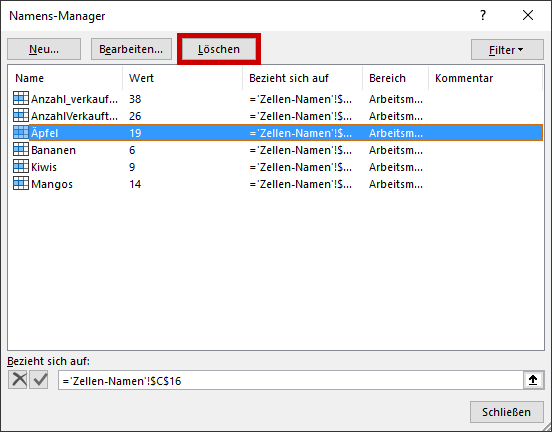 Namens-Manager
Neu... Bearbeiten... Löschen Filter
Name Wert Bezieht sich auf Bereich Kommentar
Anzahl_verkauf... 38 ='Zellen-Namen'!$... Arbeitsm...
AnzahlVerkauft... 26 ='Zellen-Namen'!$... Arbeitsm...
Äpfel 19 ='Zellen-Namen'!$... Arbeitsm...
Bananen 6 ='Zellen-Namen'!$... Arbeitsm...
Kiwis 9 ='Zellen-Namen'!$... Arbeitsm...
Mangos 14 ='Zellen-Namen'!$... Arbeitsm...
Bezieht sich auf:
='Zellen-Namen'!$C$16
Schließen